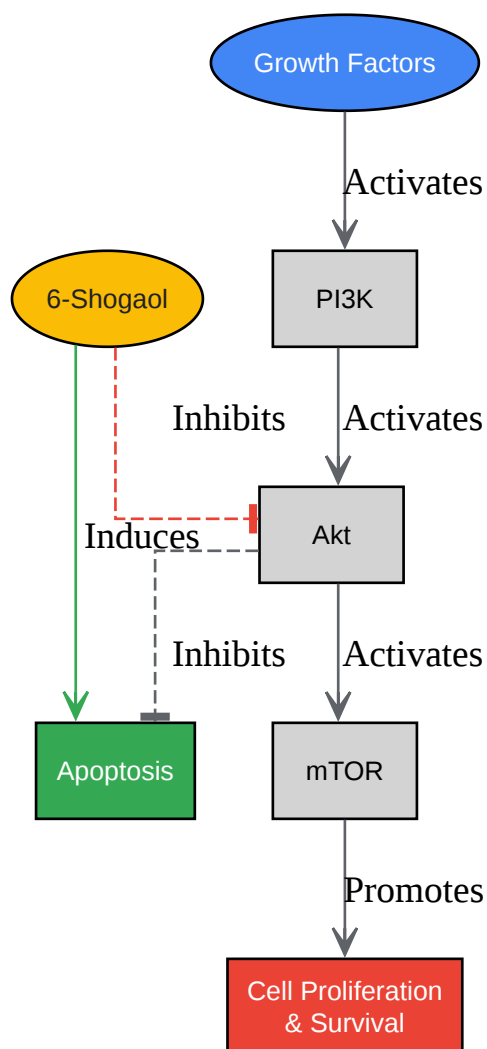 Growth Factors
Activates
6-Shogaol
PI3K
Inhibits
Activates
Akt
Induces
Inhibits
Activates
Apoptosis
mTOR
Promotes
Cell Proliferation
& Survival